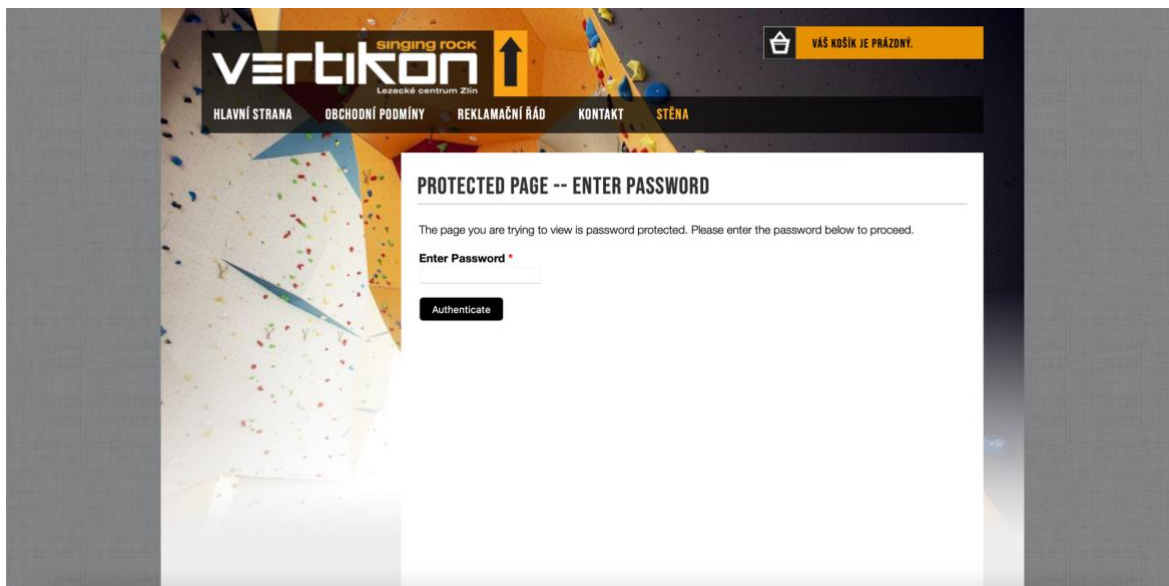 singing rock
vertikon
Lezecké centrum Zlín
VÁŠ KOŠÍK JE PRÁZDNÝ.
HLAVNÍ STRANA OBCHODNÍ PODMÍNY REKLAMAČNÍ ŘÁD KONTAKT STĚNA
PROTECTED PAGE -- ENTER PASSWORD
The page you are trying to view is password protected. Please enter the password below to proceed.
Enter Password *
Authenticate